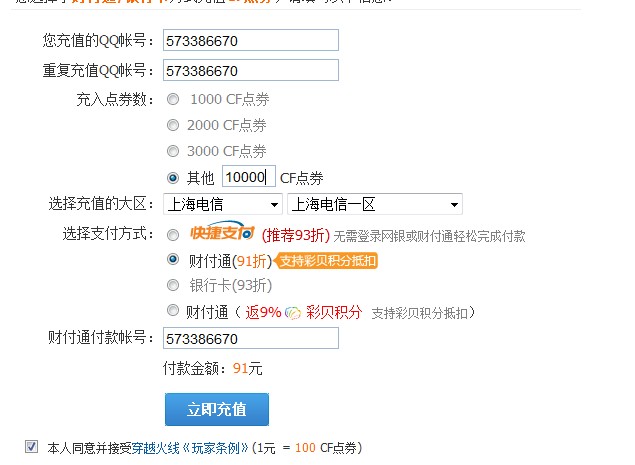 您充值的QQ帐号： 573386670
重复充值QQ帐号： 573386670
充入点券数： 1000 CF点券
2000 CF点券
3000 CF点券
其他 10000 CF点券
选择充值的大区： 上海电信 上海电信一区
选择支付方式： 快捷支付 (推荐93折) 无需登录网银或财付通轻松完成付款
财付通(91折) 支持彩贝积分抵扣
银行卡(93折)
财付通（ 返9% 彩贝积分 支持彩贝积分抵扣）
财付通付款帐号： 573386670
付款金额：91元
立即充值
本人同意并接受穿越火线《玩家条例》(1元 = 100 CF点券)